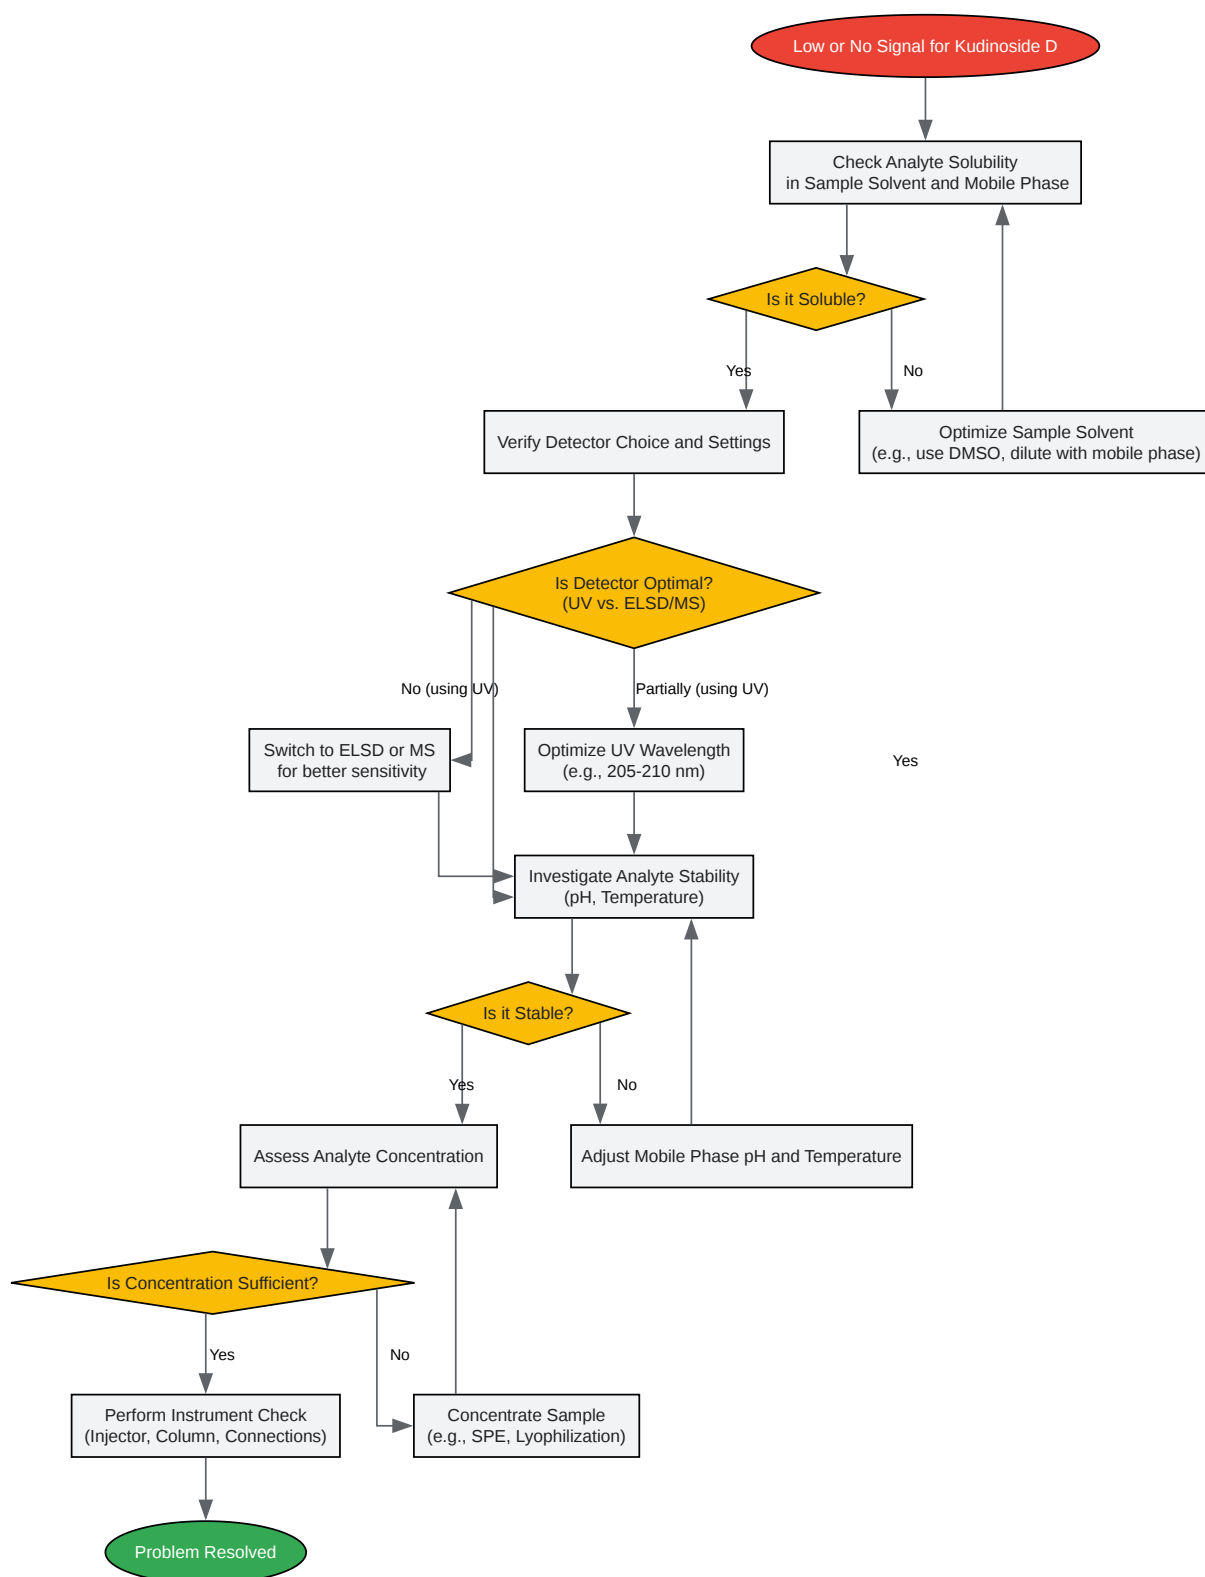 Low or No Signal for Kudinoside D
Check Analyte Solubility
in Sample Solvent and Mobile Phase
Is it Soluble?
Yes
No
Verify Detector Choice and Settings
Optimize Sample Solvent
(e.g., use DMSO, dilute with mobile phase)
Is Detector Optimal?
(UV vs. ELSD/MS)
No (using UV)
Partially (using UV)
Switch to ELSD or MS
for better sensitivity
Optimize UV Wavelength
(e.g., 205-210 nm)
Yes
Investigate Analyte Stability
(pH, Temperature)
Is it Stable?
Yes
No
Assess Analyte Concentration
Adjust Mobile Phase pH and Temperature
Is Concentration Sufficient?
Yes
No
Perform Instrument Check
(Injector, Column, Connections)
Concentrate Sample
(e.g., SPE, Lyophilization)
Problem Resolved